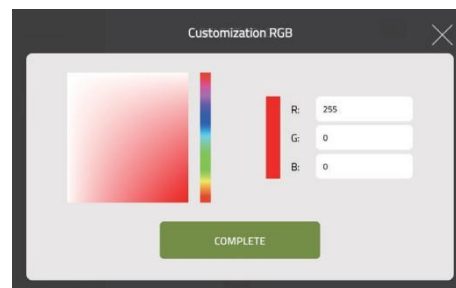 Customization RGB
R: 255
G: 0
B: 0
COMPLETE